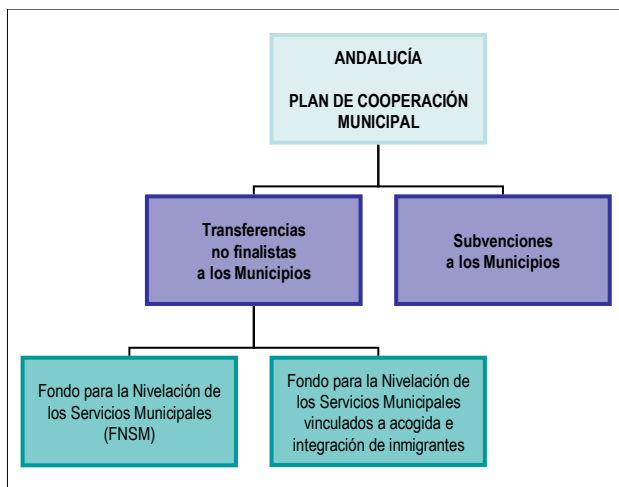 ANDALUCÍA
PLAN DE COOPERACIÓN
MUNICIPAL
Transferencias
no finalistas
a los Municipios
Subvenciones
a los Municipios
Fondo para la Nivelación de
los Servicios Municipales
(FNSM)
Fondo para la Nivelación de
los Servicios Municipales
vinculados a acogida e
integración de inmigrantes